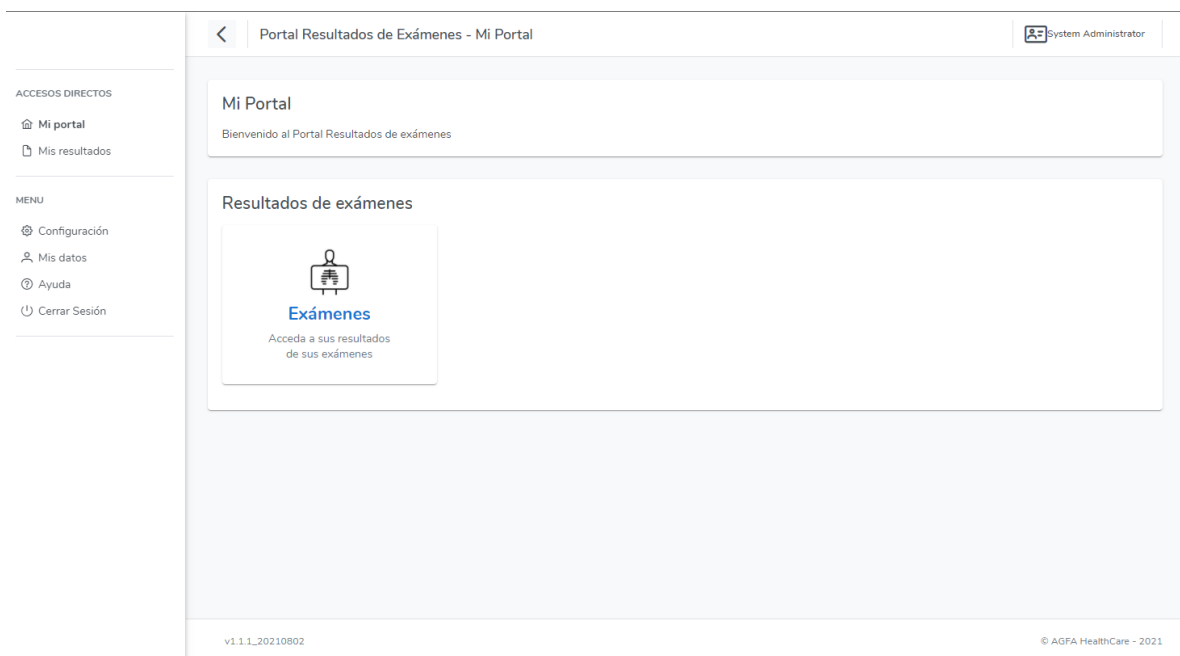 Portal Resultados de Exámenes - Mi Portal
System Administrator
ACCESOS DIRECTOS
Mi portal
Mis resultados
MENU
Configuración
Mis datos
Ayuda
Cerrar Sesión
Mi Portal
Bienvenido al Portal Resultados de exámenes
Resultados de exámenes
Exámenes
Acceda a sus resultados
de sus exámenes
v1.1.1_20210802
© AGFA HealthCare - 2021